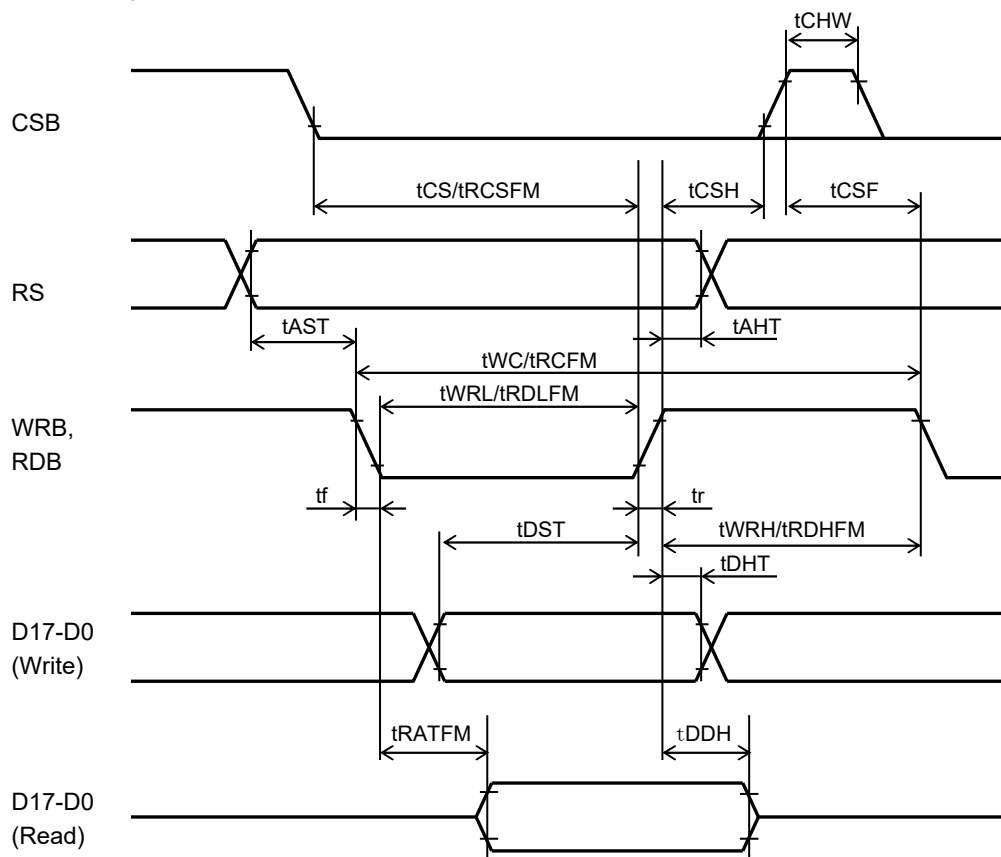 tCHW
CSB
tCS/tRCSFM
tCSH
tCSF
RS
tAST
tAHT
tWC/tRCFM
tWRL/tRDLFM
WRB,
RDB
tf
tr
tDST
tWRH/tRDHFM
tDHT
D17-D0
(Write)
tRATFM
tDDH
D17-D0
(Read)